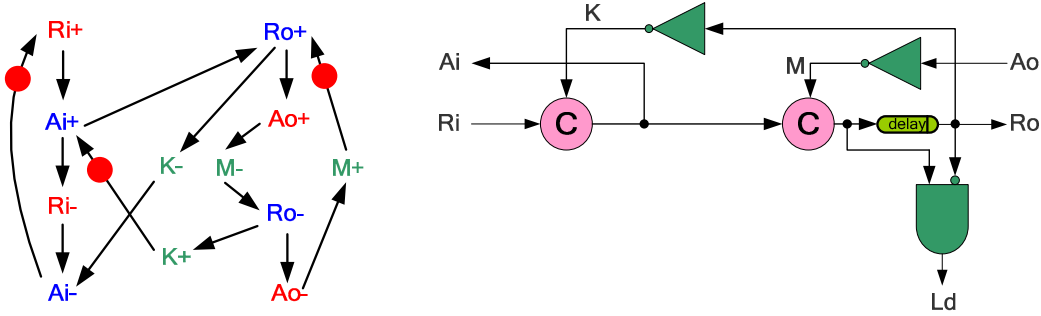 Ri+
Ro+
Ao+
Ai+
K-
M-
M+
Ri-
Ro-
K+
Ai-
Ao-
K
Ai
M
Ao
Ri
C
C
delay
Ro
Ld